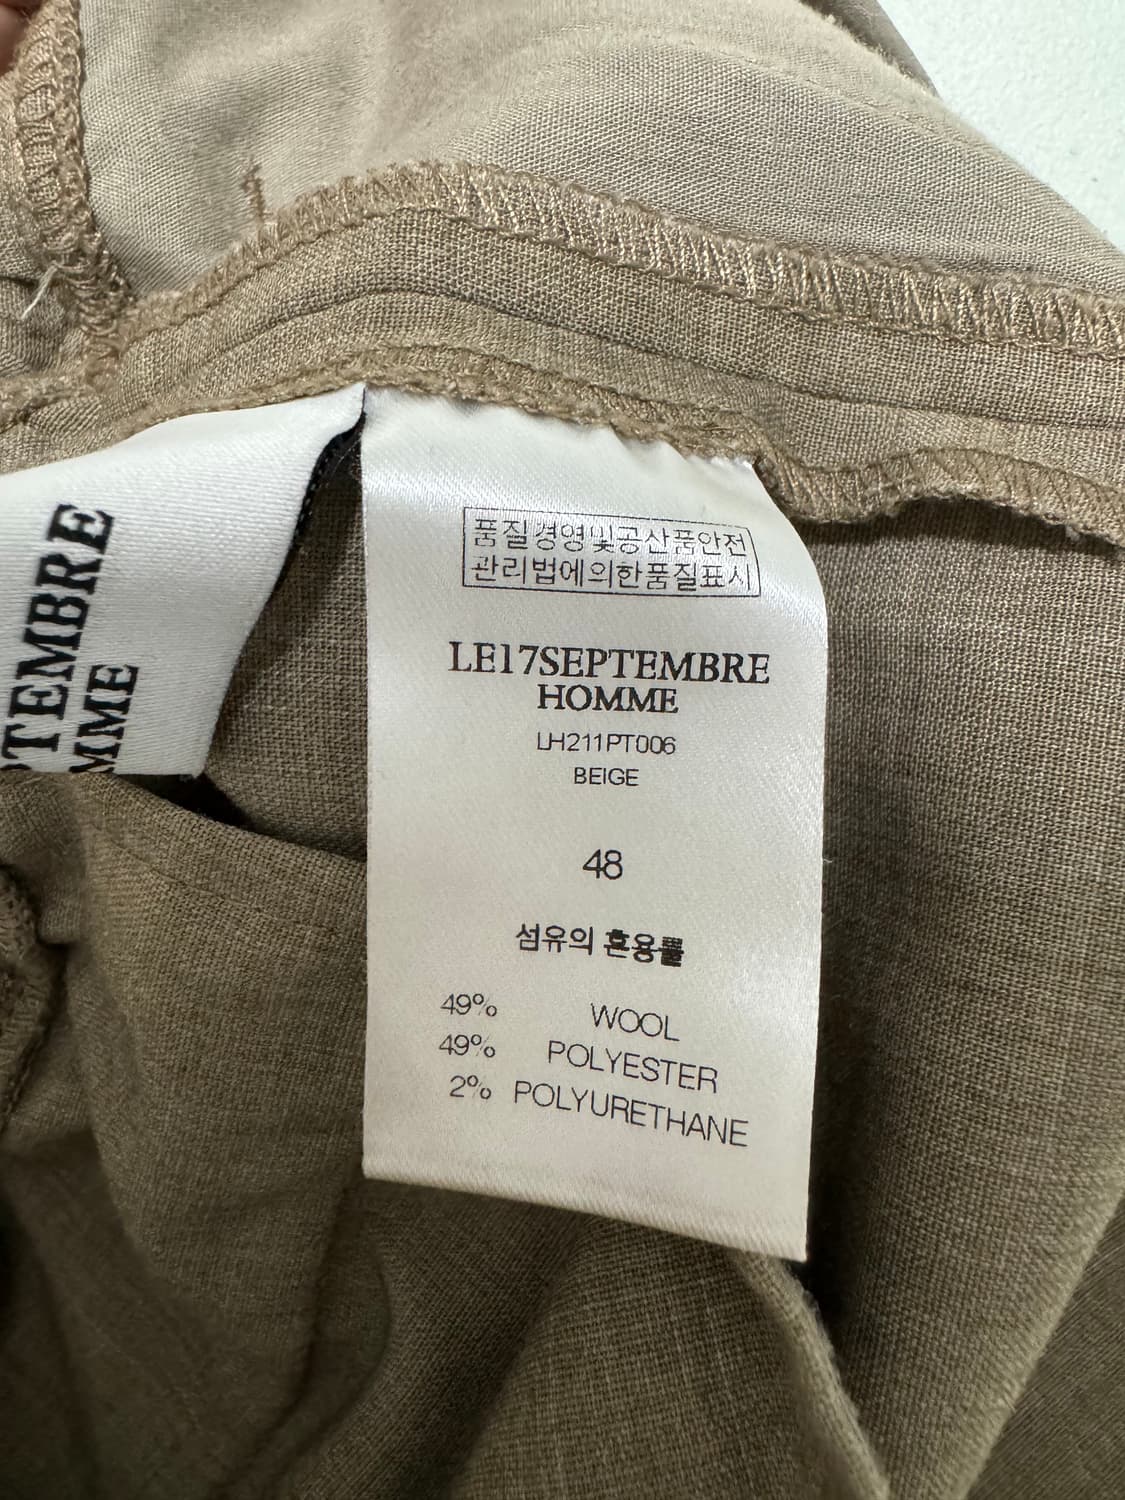 TEMBRE
MME
품질경영및공산품안전
관리법에의한품질표시
LE17SEPTEMBRE
HOMME
LH211PT006
BEIGE
48
섬유의 혼용률
49% WOOL
49% POLYESTER
2% POLYURETHANE